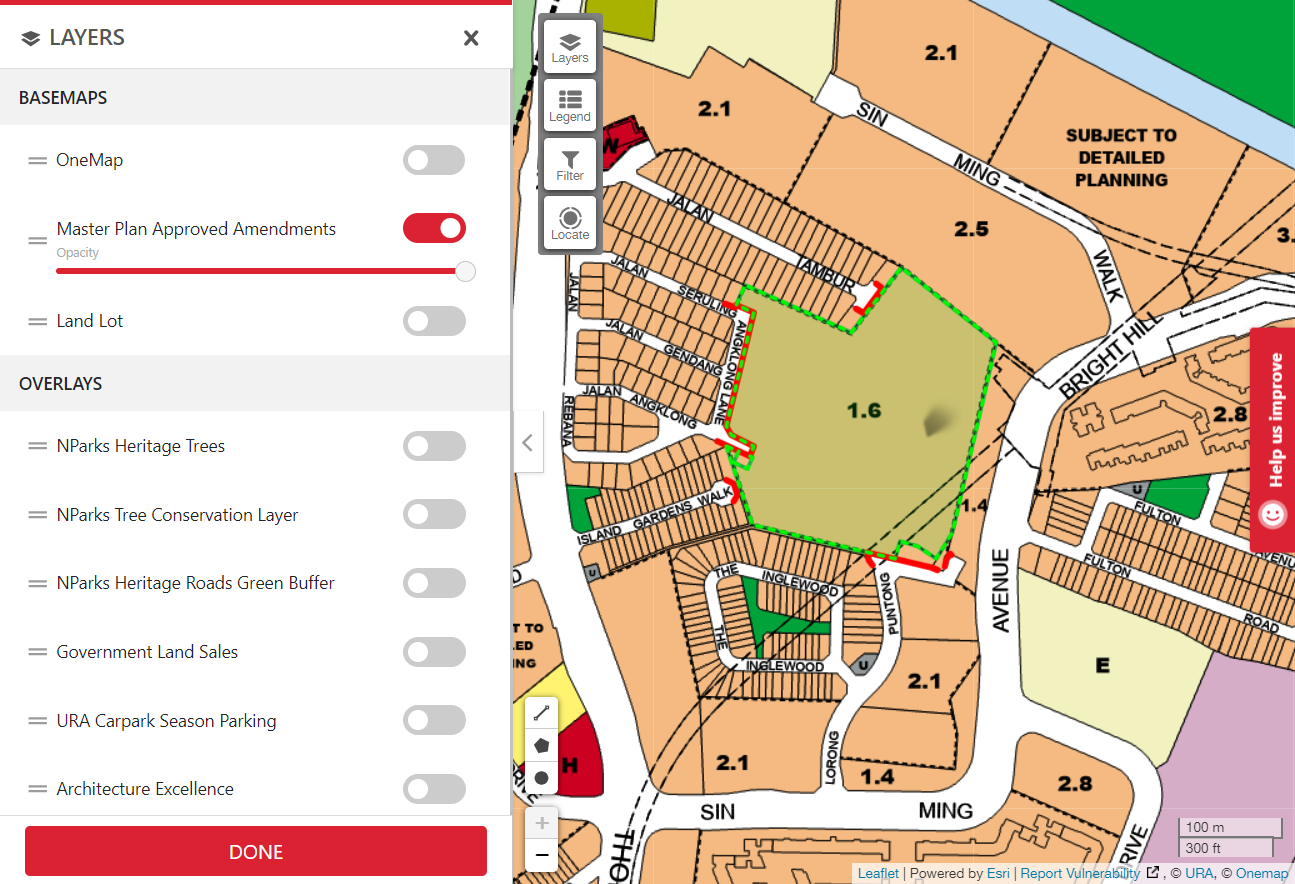 LAYERS
BASEMAPS
OneMap
Master Plan Approved Amendments
Opacity
Land Lot
OVERLAYS
NParks Heritage Trees
NParks Tree Conservation Layer
NParks Heritage Roads Green Buffer
Government Land Sales
URA Carpark Season Parking
Architecture Excellence
DONE
Layers
Legend
Filter
Locate
2.1
2.1
SIN
MING
WALK
SUBJECT TO
DETAILED
PLANNING
2.5
3.
W
JALAN
TAMBUR
JALAN
SERULING
JALAN
GENDANG
JALAN
ANGKLONG
ANGKLONG LANE
JALAN
REBANA
1.6
BRIGHT HILL
2.8
Help us improve
ISLAND GARDENS WALK
1.4
U
FULTON
AVENUE
FULTON
ROAD
U
THE
INGLEWOOD
THE
INGLEWOOD
PUNTONG
LORONG
U
AVENUE
T TO
ED
NG
E
2.1
2.1
1.4
2.8
H
SIN
MING
DRIVE
THO
100 m
300 ft
Leaflet | Powered by Esri | Report Vulnerability , © URA, © Onemap